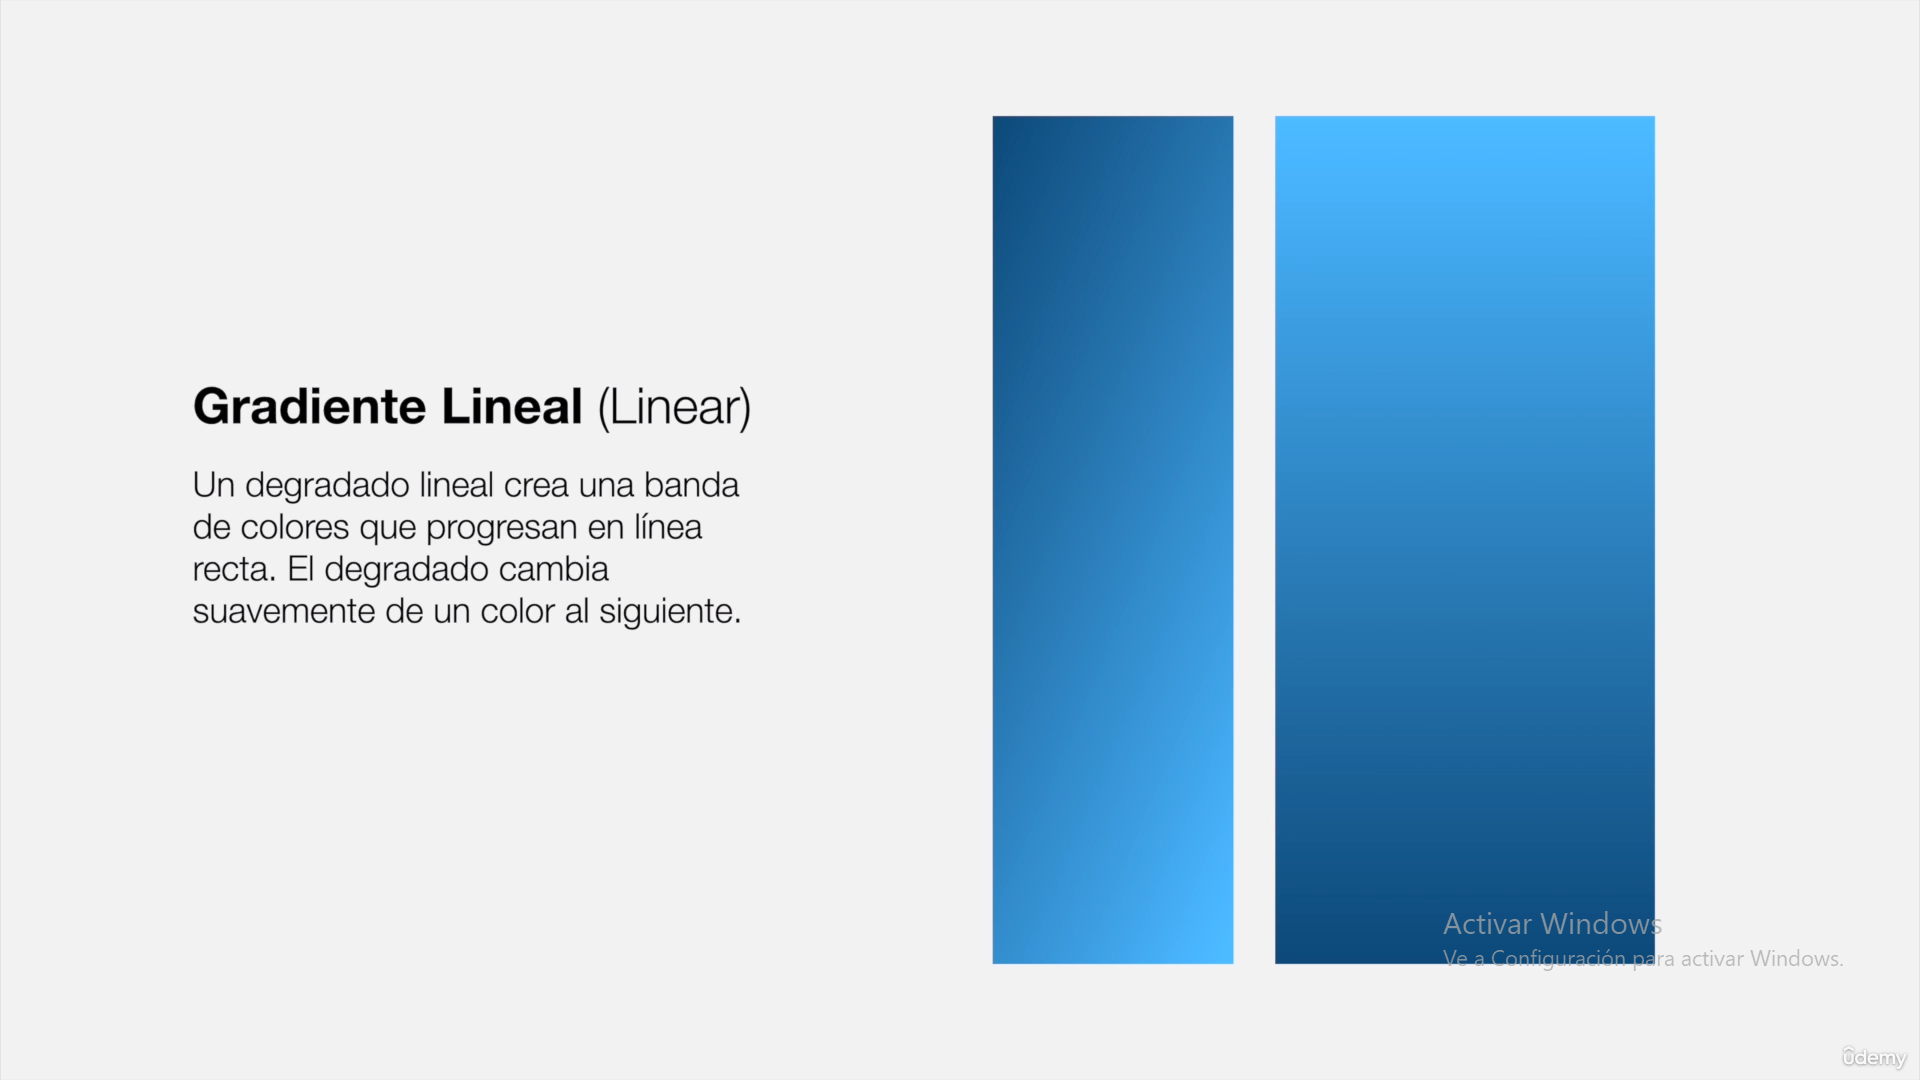 Gradiente Lineal (Linear)
Un degradado lineal crea una banda
de colores que progresan en línea
recta. El degradado cambia
suavemente de un color al siguiente.
Activar Windows
Ve a Configuración para activar Windows.
ûdemy